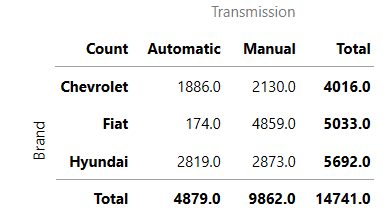 Transmission
Count Automatic Manual Total
Chevrolet 1886.0 2130.0 4016.0
Fiat 174.0 4859.0 5033.0
Hyundai 2819.0 2873.0 5692.0
Total 4879.0 9862.0 14741.0
Brand